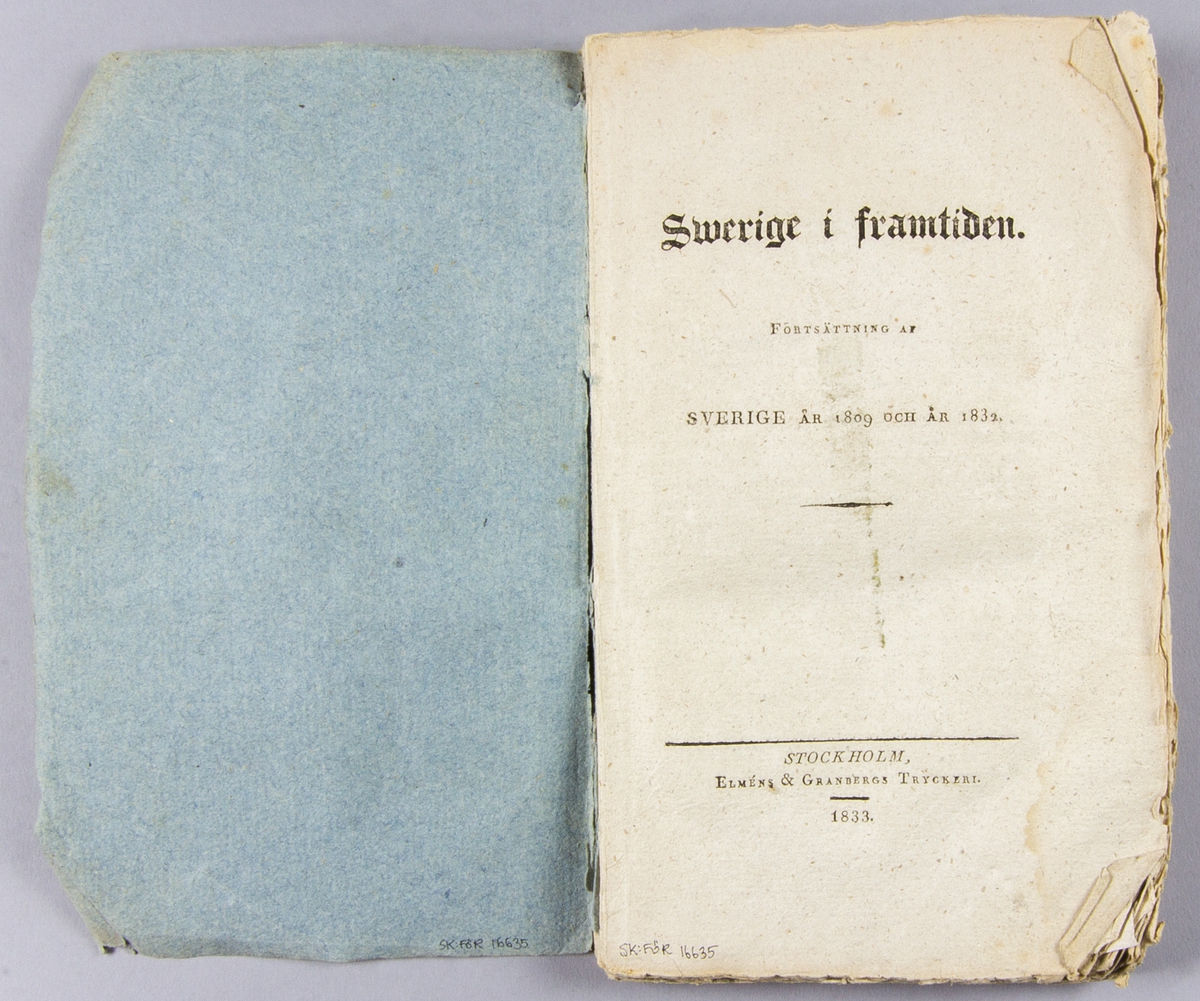 Swerige i framtiden.
Fortsättning af
SVERIGE ÅR 1809 OCH ÅR 1832.
STOCKHOLM,
Elméns & Granbergs Tryckeri.
1833.
SK:FÖR 16635
SK:FÖR 16635